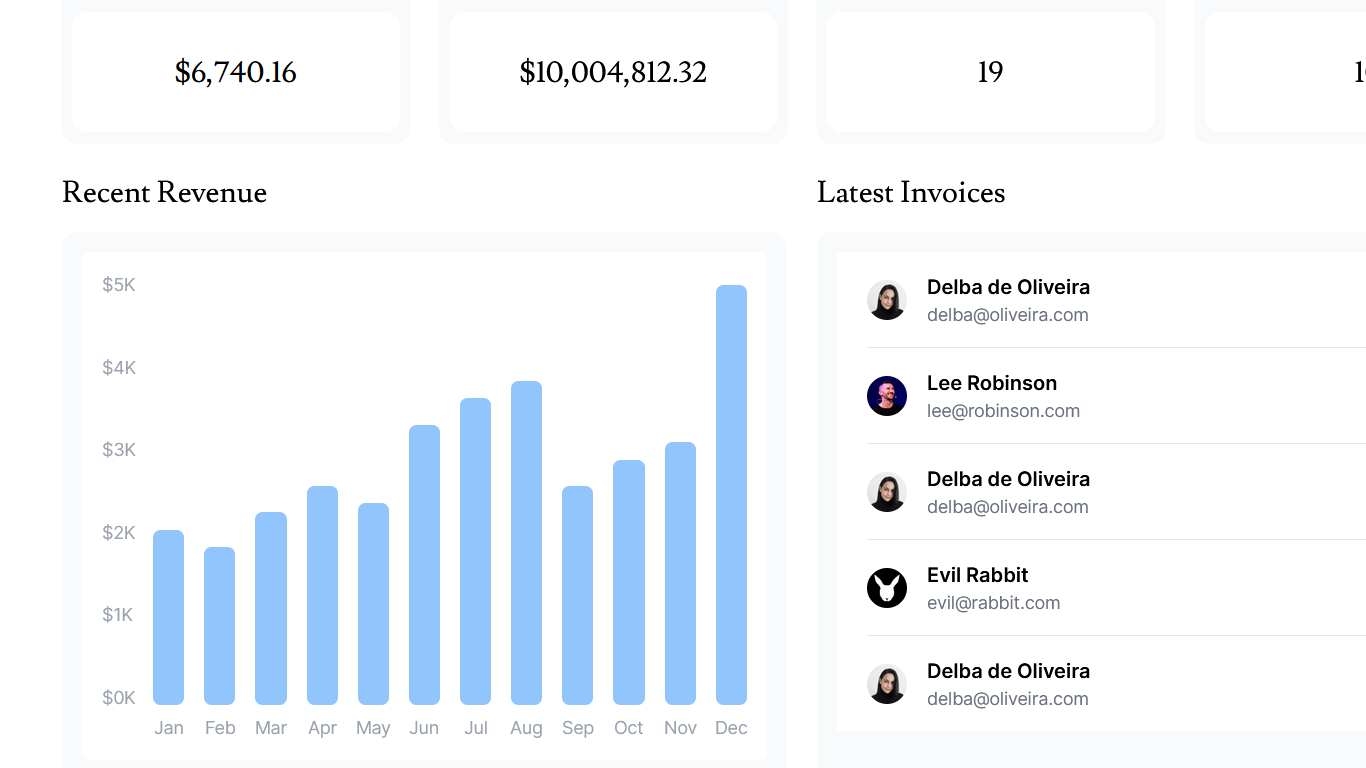 $6,740.16
$10,004,812.32
19
Recent Revenue
$5K
$4K
$3K
$2K
$1K
$0K
Jan Feb Mar Apr May Jun Jul Aug Sep Oct Nov Dec
Latest Invoices
Delba de Oliveira
delba@oliveira.com
Lee Robinson
lee@robinson.com
Delba de Oliveira
delba@oliveira.com
Evil Rabbit
evil@rabbit.com
Delba de Oliveira
delba@oliveira.com